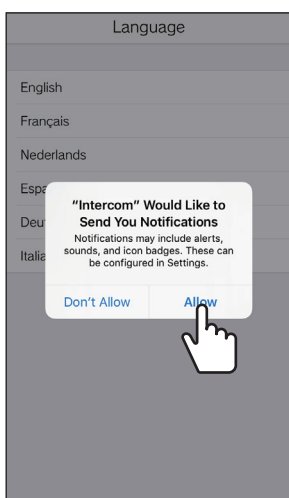 Language
English
Français
Nederlands
Espa
Deu
Italia
"Intercom" Would Like to
Send You Notifications
Notifications may include alerts,
sounds, and icon badges. These can
be configured in Settings.
Don't Allow
Allow